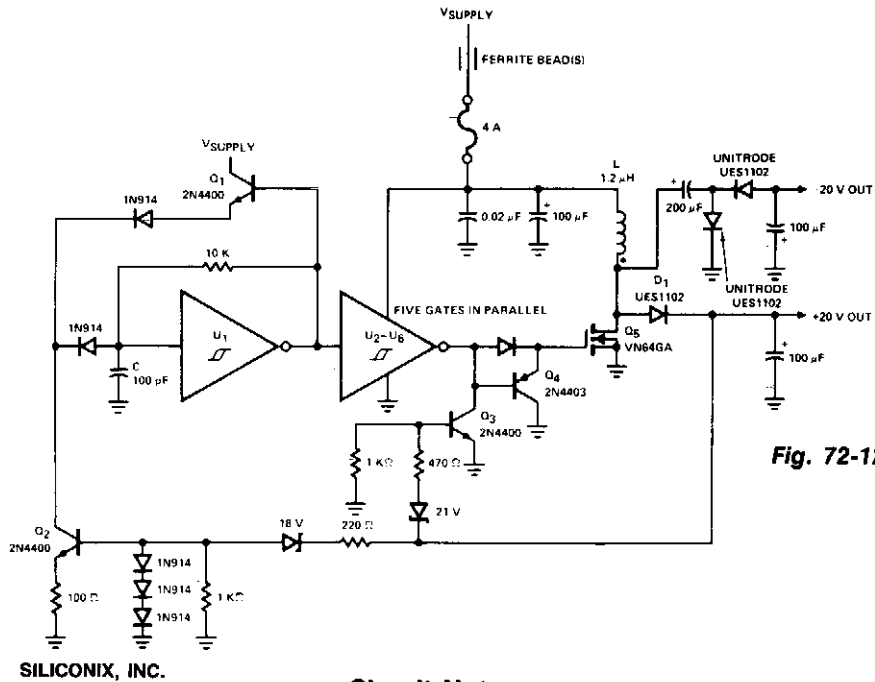 VSUPPLY
FERRITE BEAD(S)
4 A
L
1.2 μH
UNITRODE
UES1102
200 μF
+
-20 V OUT
100 μF
+
VSUPPLY
Q1
2N4400
1N914
0.02 μF
+
100 μF
10 K
D1
UES1102
UNITRODE
UES1102
+20 V OUT
FIVE GATES IN PARALLEL
1N914
U1
U2-U6
Q5
VN64GA
+
100 μF
C
100 pF
Q4
2N4403
Q3
2N4400
Fig. 72-12
1 KΩ
470 Ω
21 V
18 V
220 Ω
Q2
2N4400
1N914
1N914
1N914
100 Ω
1 KΩ
SILICONIX, INC.